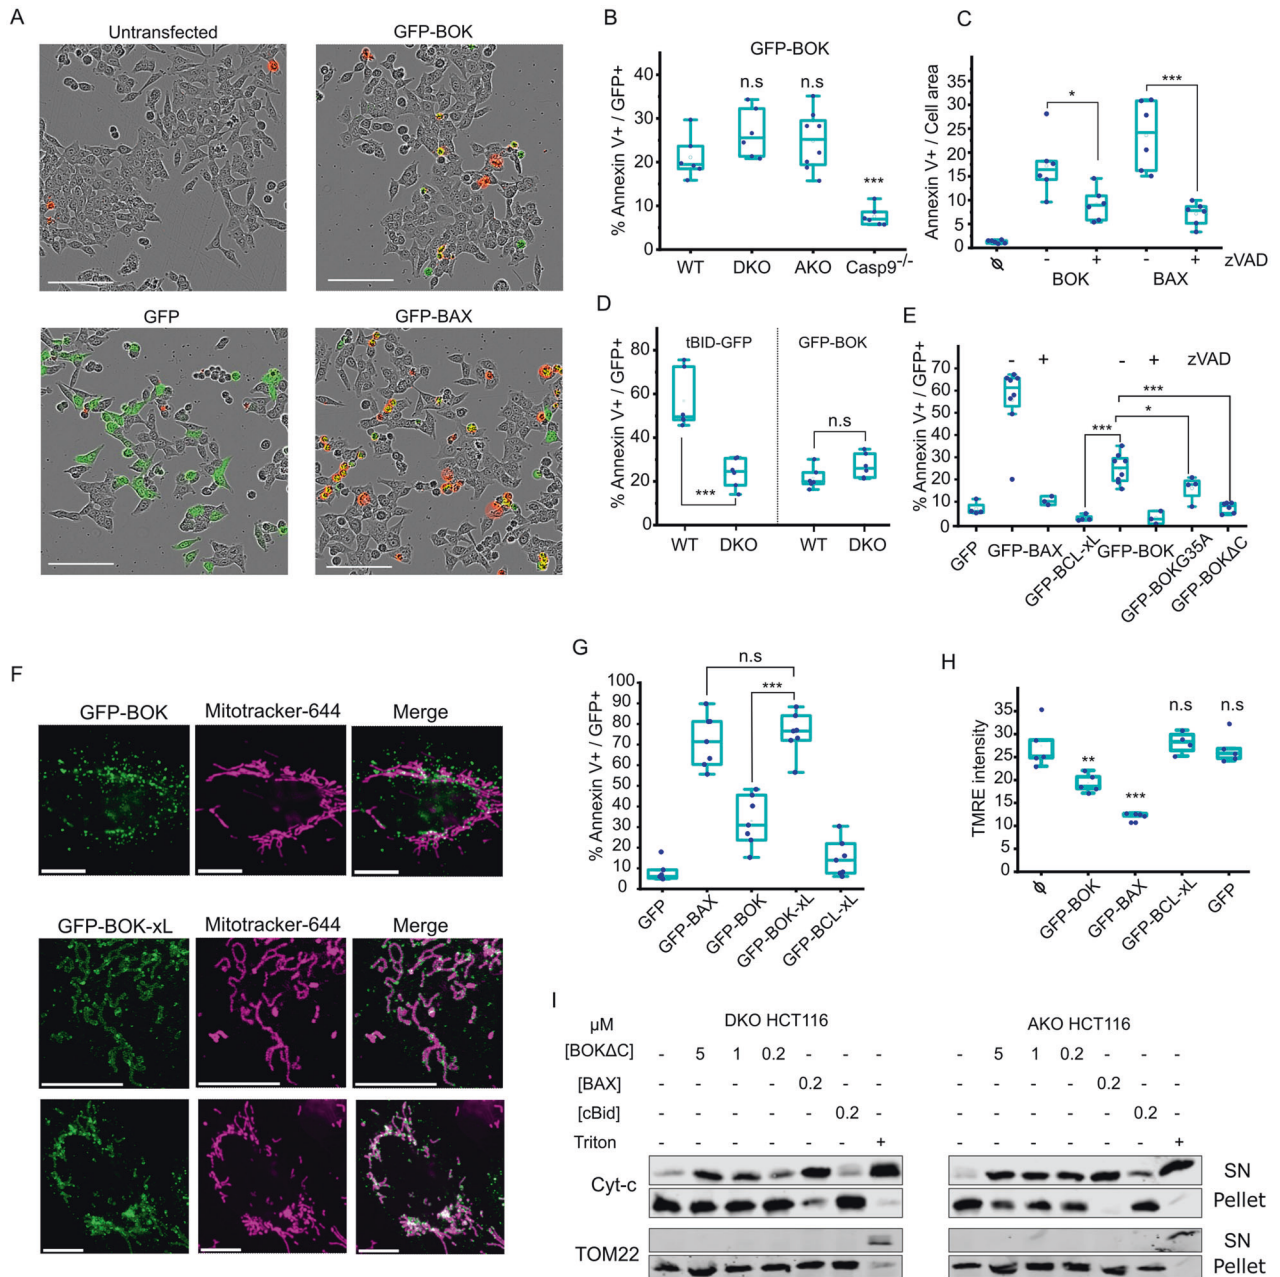 A
Untransfected
GFP-BOK
GFP
GFP-BAX
B
GFP-BOK
% Annexin V+ / GFP+
40
30
20
10
0
n.s
n.s
***
WT
DKO
AKO
Casp9-/-
C
Annexin V+ / Cell area
35
30
25
20
15
10
5
0
*
***
ϕ
-
+
-
+
zVAD
BOK
BAX
D
% Annexin V+ / GFP+
80
60
40
20
0
tBID-GFP
GFP-BOK
***
n.s
WT
DKO
WT
DKO
E
% Annexin V+ / GFP+
70
60
50
40
30
20
10
0
-
+
-
+
zVAD
***
***
*
GFP
GFP-BAX
GFP-BCL-xL
GFP-BOK
GFP-BOKG35A
GFP-BOKΔC
F
GFP-BOK
Mitotracker-644
Merge
GFP-BOK-xL
Mitotracker-644
Merge
G
% Annexin V+ / GFP+
100
90
80
70
60
50
40
30
20
10
0
n.s
***
GFP
GFP-BAX
GFP-BOK
GFP-BOK-xL
GFP-BCL-xL
H
TMRE intensity
35
30
25
20
15
10
5
0
**
***
n.s
n.s
ϕ
GFP-BOK
GFP-BAX
GFP-BCL-xL
GFP
I
µM
DKO HCT116
AKO HCT116
[BOKΔC] - 5 1 0.2 - - - - 5 1 0.2 - - -
[BAX] - - - - 0.2 - - - - - - 0.2 - -
[cBid] - - - - - 0.2 - - - - - - 0.2 -
Triton - - - - - - + - - - - - - +
Cyt-c
SN
Pellet
TOM22
SN
Pellet